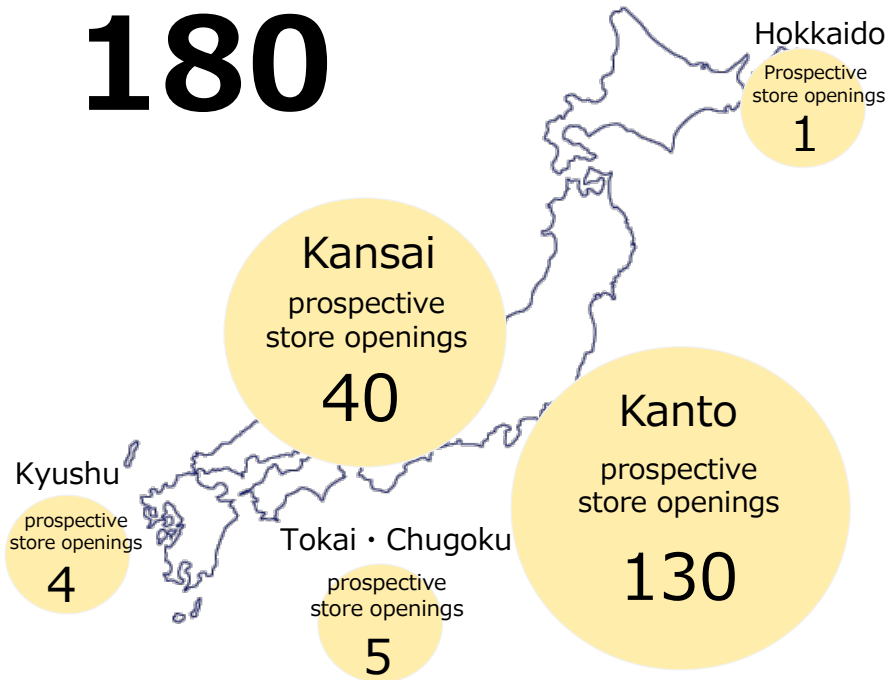 180
Hokkaido
Prospective
store openings
1
Kansai
prospective
store openings
40
Kanto
prospective
store openings
130
Kyushu
prospective
store openings
4
Tokai・Chugoku
prospective
store openings
5